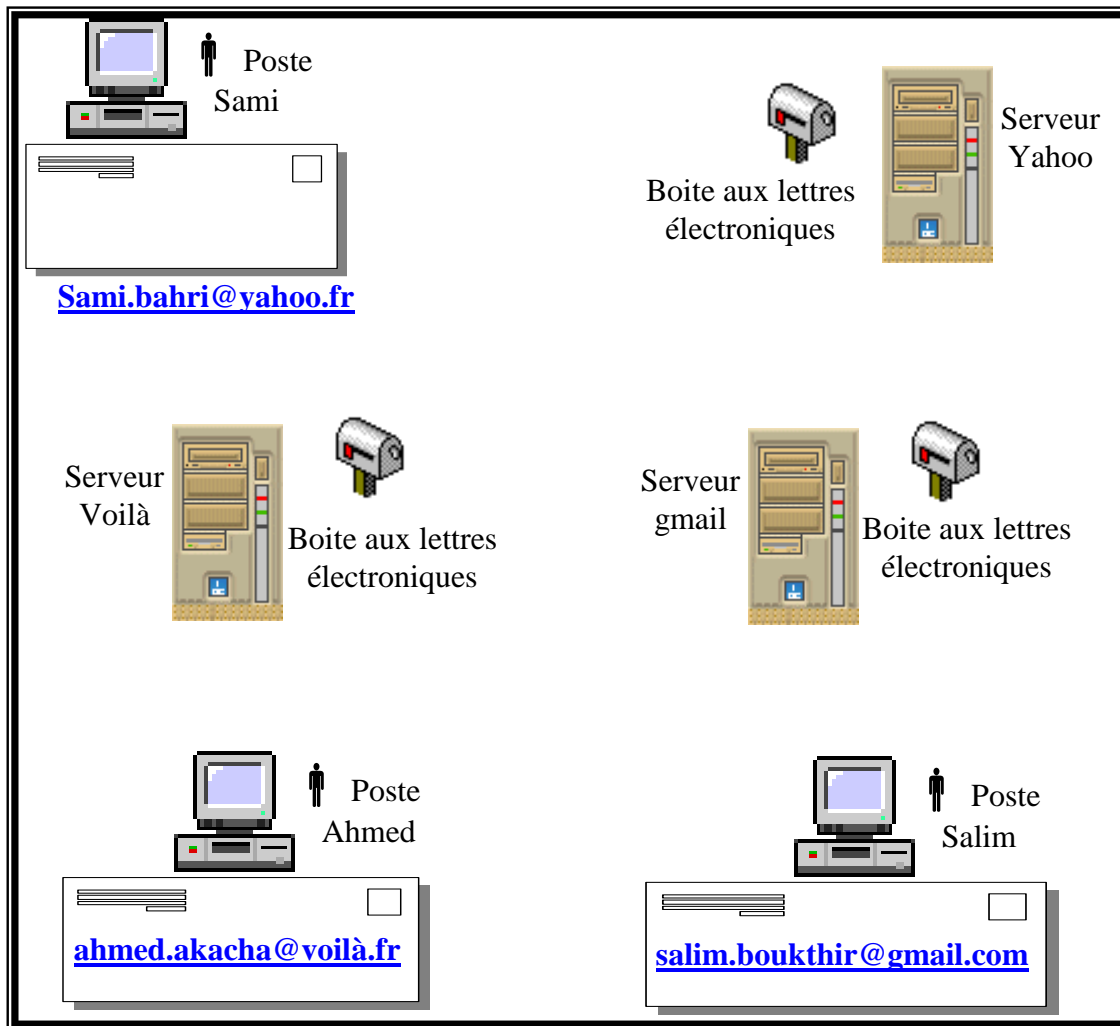 Poste
Sami
Serveur
Yahoo
Boite aux lettres
électroniques
Sami.bahri@yahoo.fr
Serveur
Voilà
Boite aux lettres
électroniques
Serveur
gmail
Boite aux lettres
électroniques
Poste
Ahmed
ahmed.akacha@voilà.fr
Poste
Salim
salim.boukthir@gmail.com